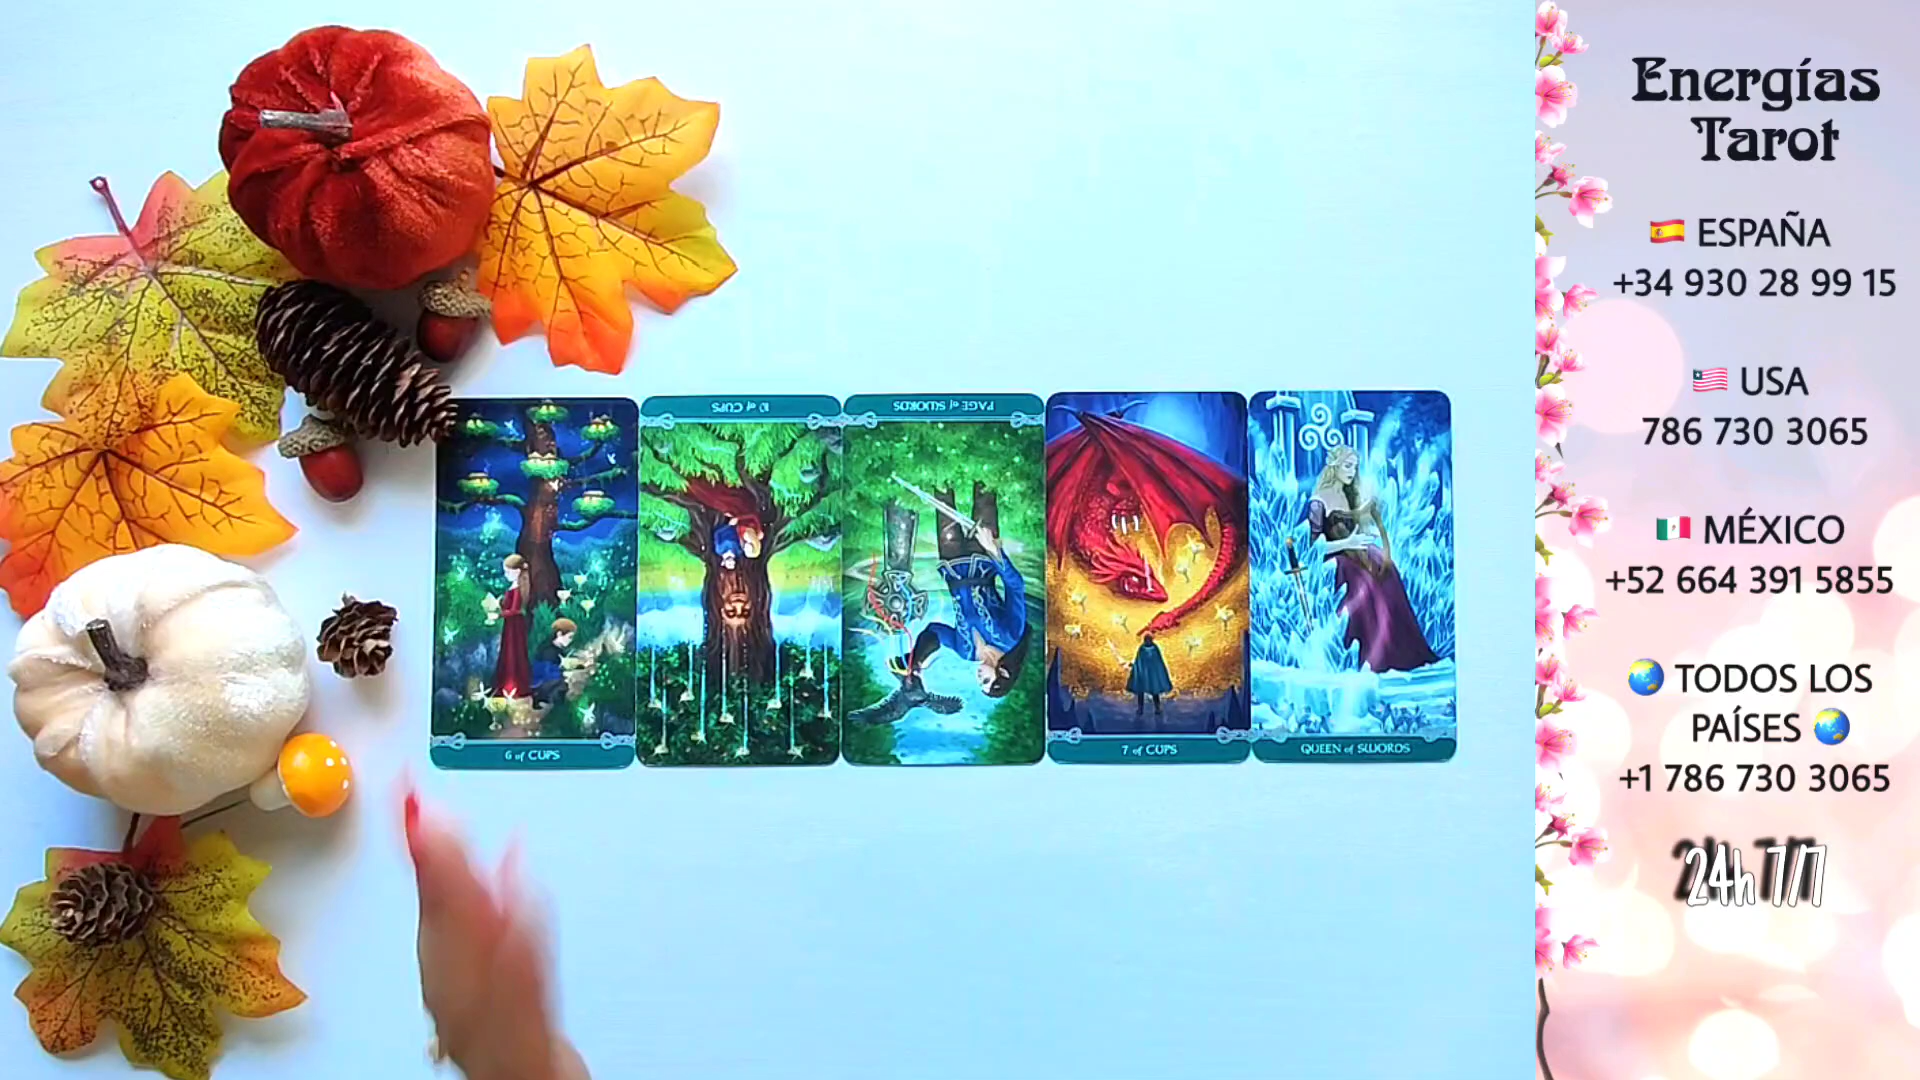 Energías
Tarot
🇪🇸 ESPAÑA
+34 930 28 99 15
🇺🇸 USA
786 730 3065
🇲🇽 MÉXICO
+52 664 391 5855
🌏 TODOS LOS
PAÍSES 🌏
+1 786 730 3065
24h 7/7
10 of CUPS
PAGE of SWORDS
6 of CUPS
7 of CUPS
QUEEN of SWORDS